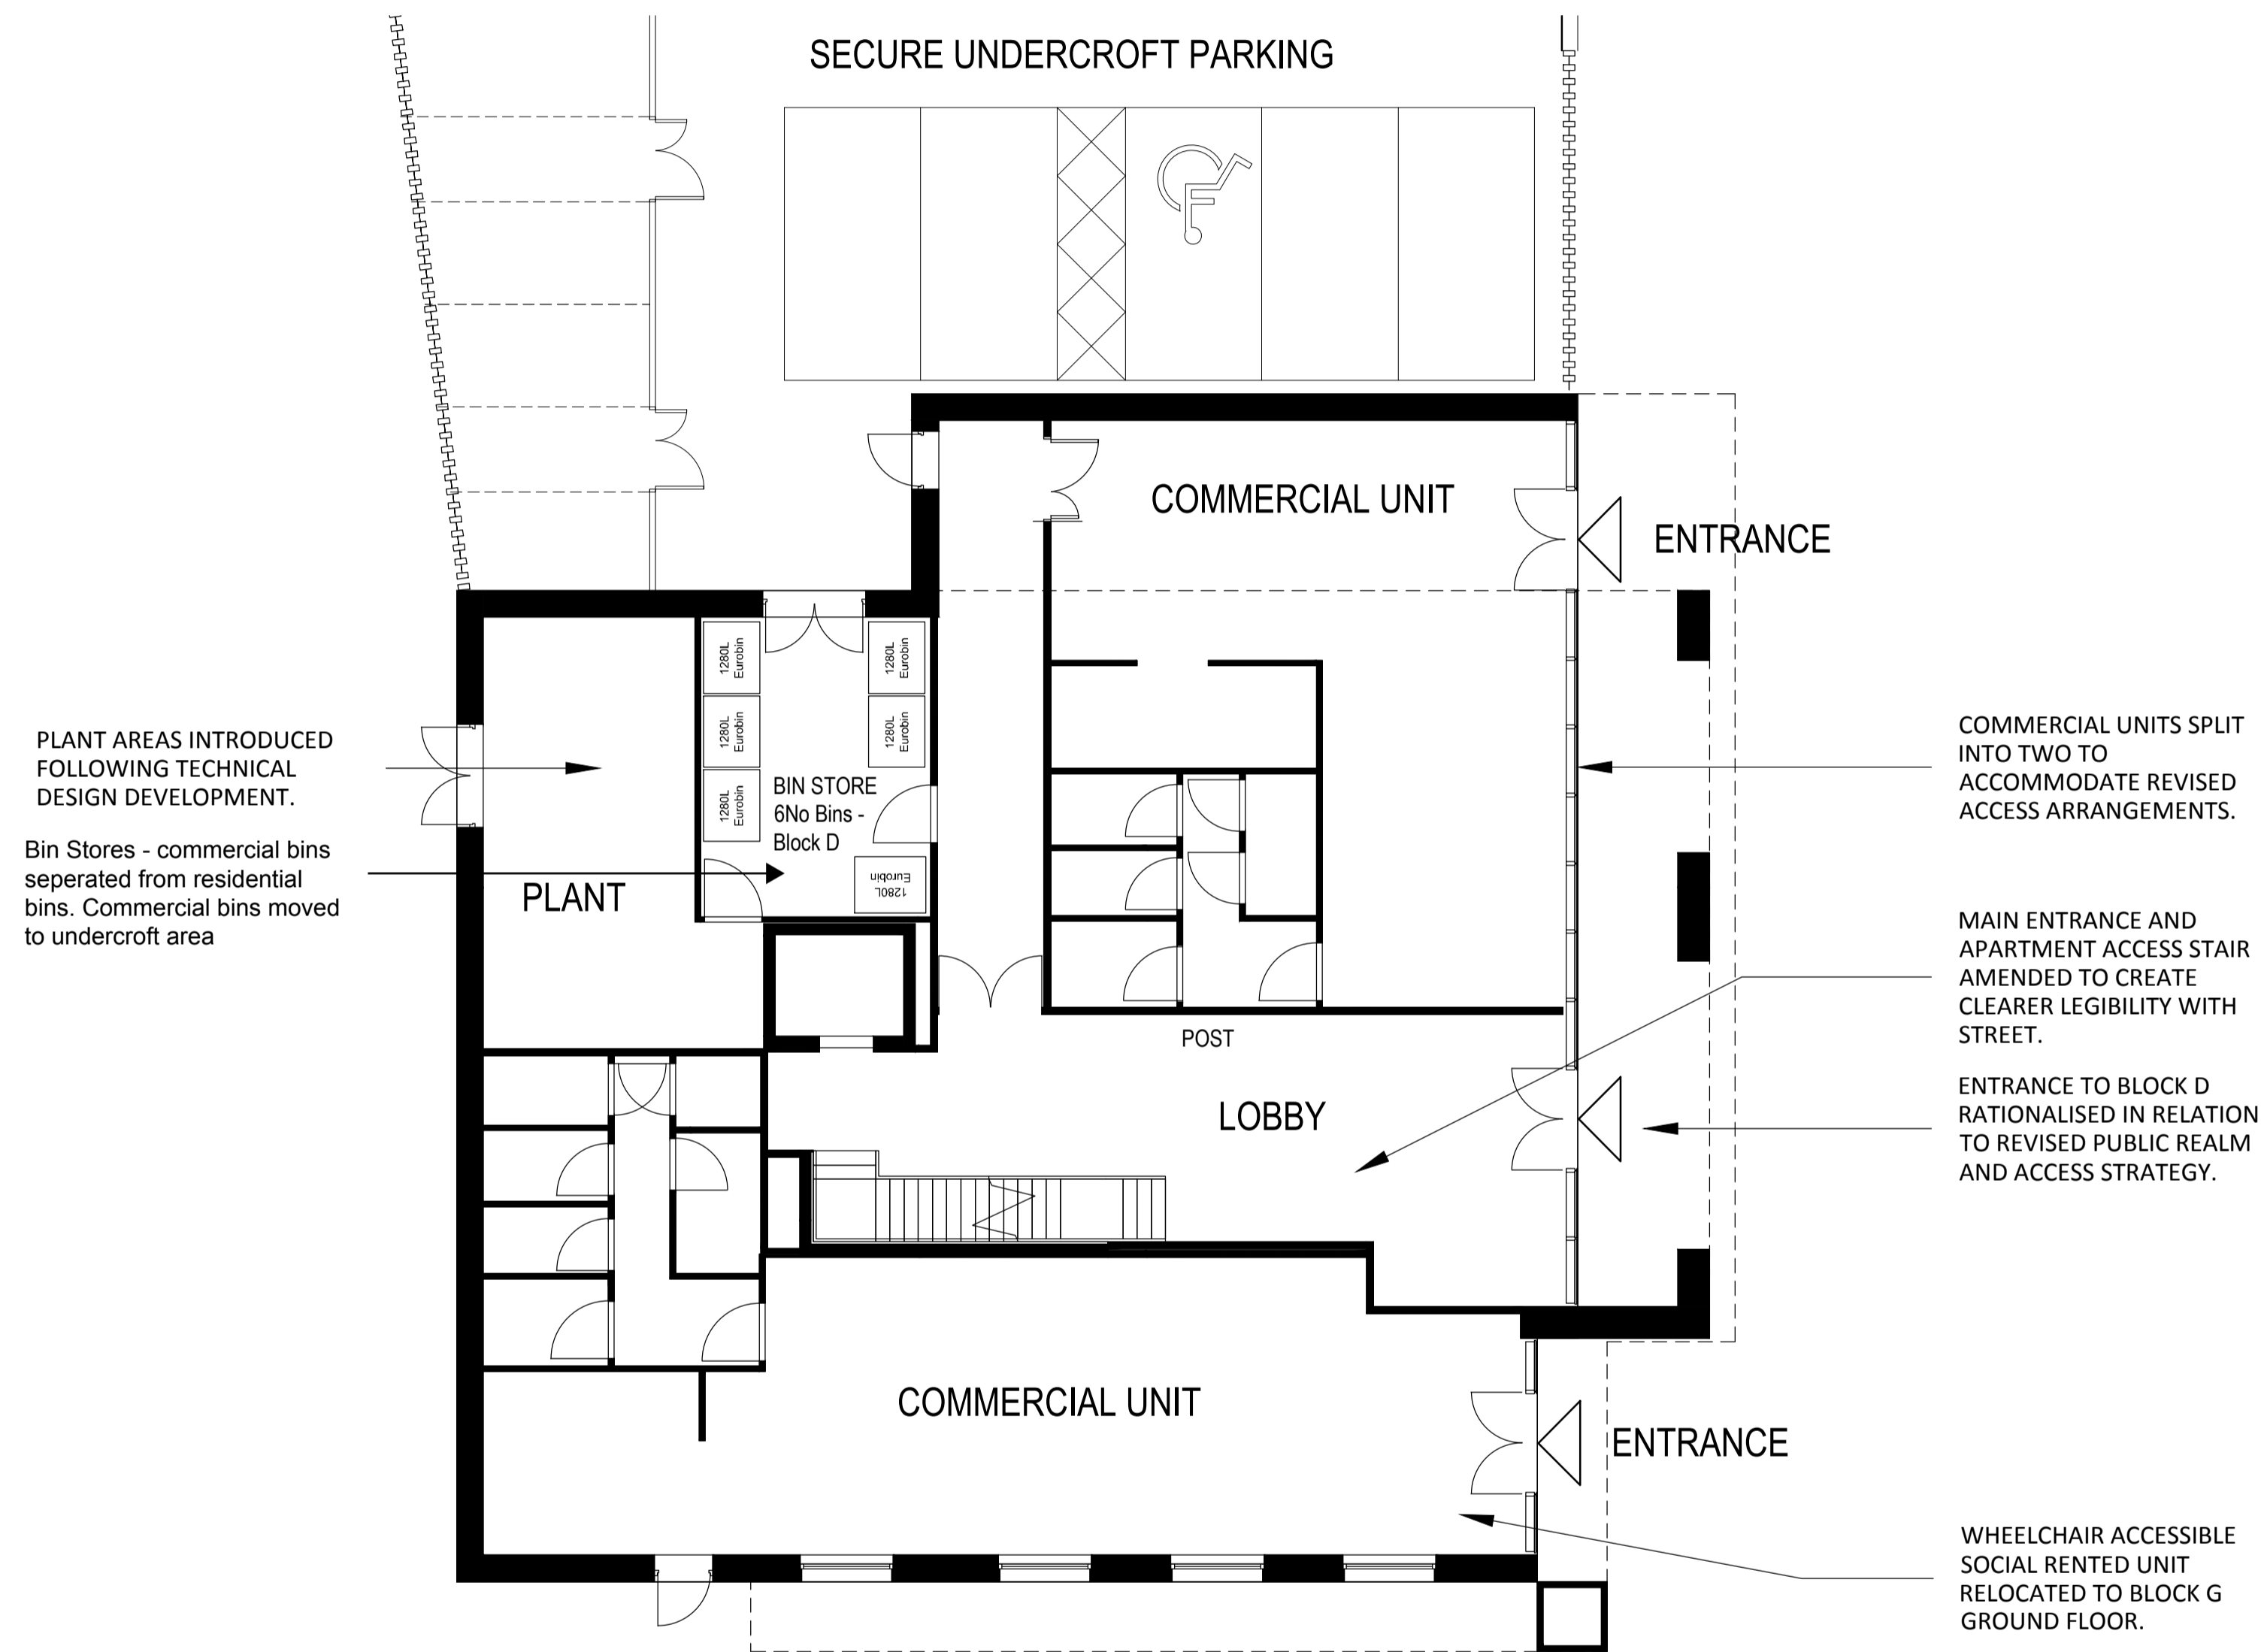 SECURE UNDERCROFT PARKING
COMMERCIAL UNIT
ENTRANCE
1280L
Eurobin
1280L
Eurobin
1280L
Eurobin
1280L
Eurobin
1280L
Eurobin
BIN STORE
6No Bins -
Block D
1280L
Eurobin
PLANT
PLANT AREAS INTRODUCED
FOLLOWING TECHNICAL
DESIGN DEVELOPMENT.
Bin Stores - commercial bins
seperated from residential
bins. Commercial bins moved
to undercroft area
COMMERCIAL UNITS SPLIT
INTO TWO TO
ACCOMMODATE REVISED
ACCESS ARRANGEMENTS.
MAIN ENTRANCE AND
APARTMENT ACCESS STAIR
AMENDED TO CREATE
CLEARER LEGIBILITY WITH
STREET.
POST
LOBBY
ENTRANCE TO BLOCK D
RATIONALISED IN RELATION
TO REVISED PUBLIC REALM
AND ACCESS STRATEGY.
COMMERCIAL UNIT
ENTRANCE
WHEELCHAIR ACCESSIBLE
SOCIAL RENTED UNIT
RELOCATED TO BLOCK G
GROUND FLOOR.